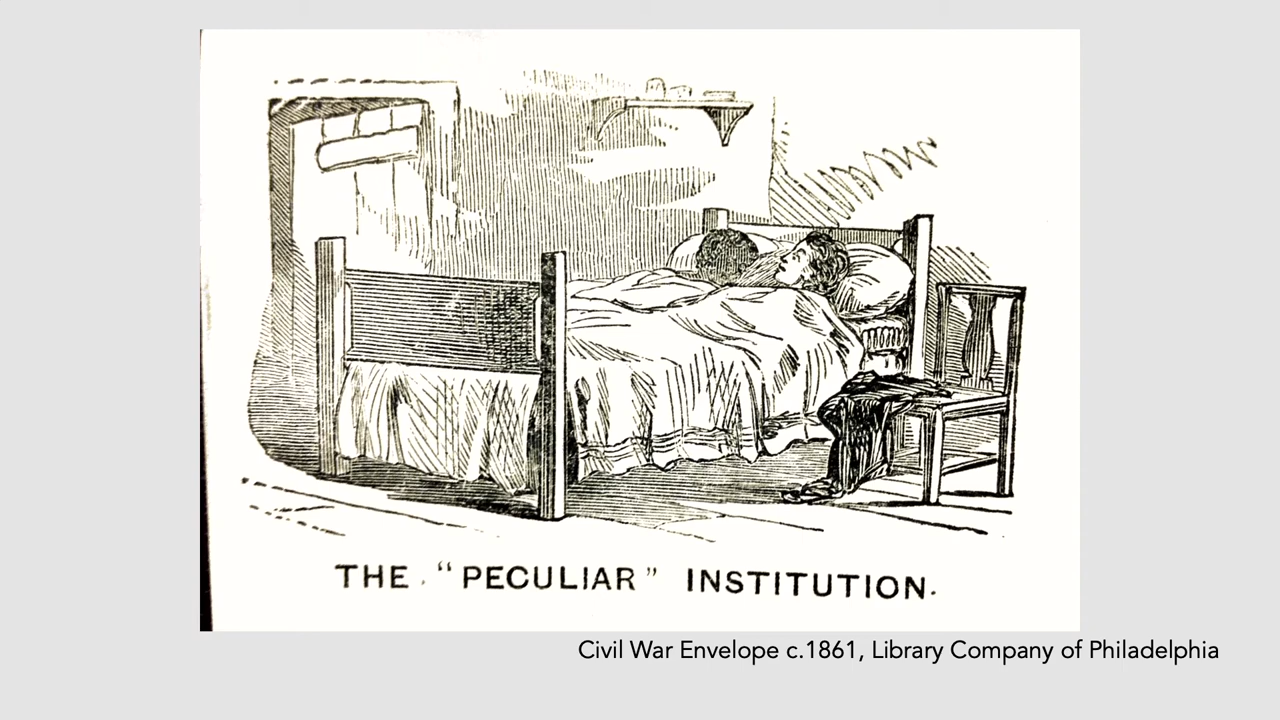 THE "PECULIAR" INSTITUTION.
Civil War Envelope c.1861, Library Company of Philadelphia